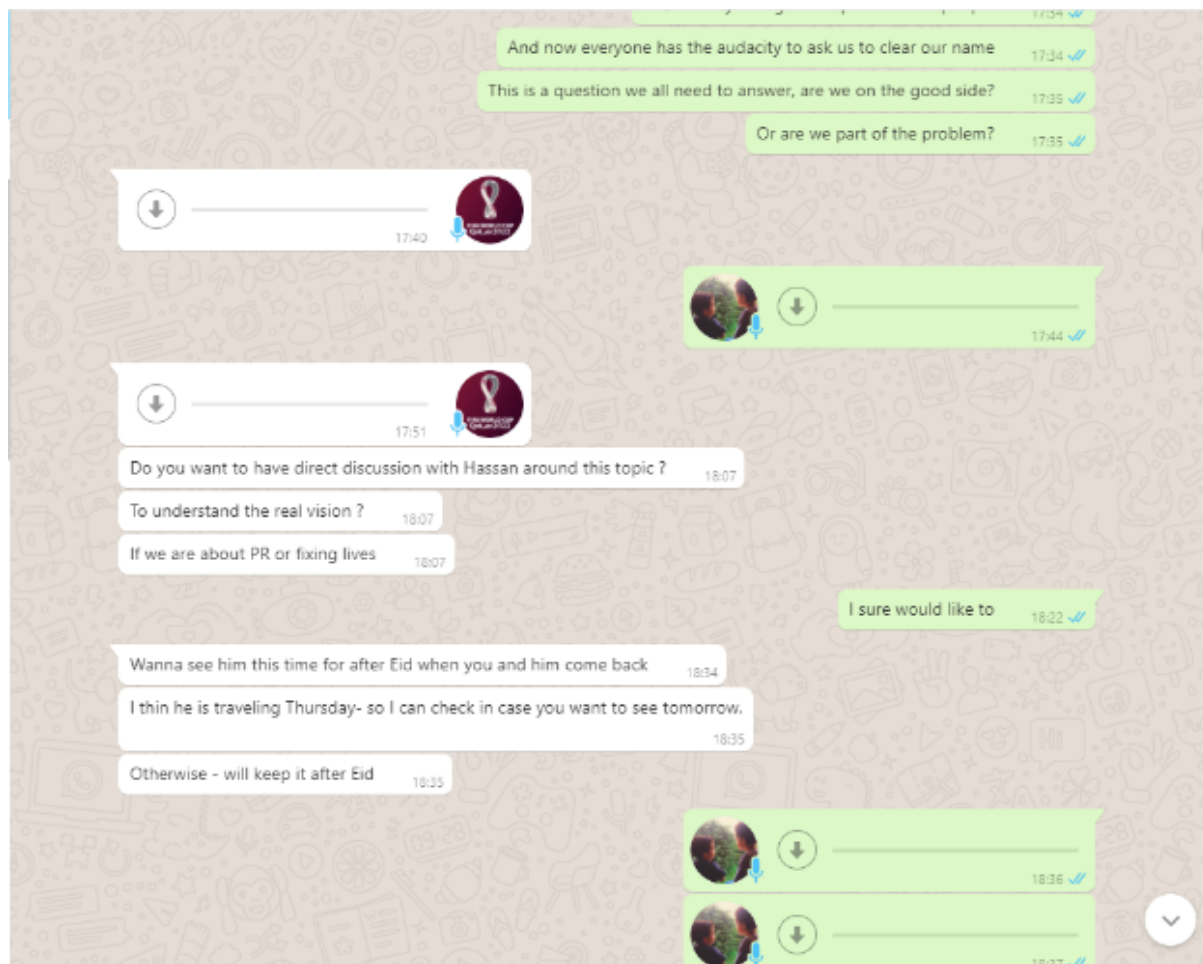 17:34
And now everyone has the audacity to ask us to clear our name
17:34
This is a question we all need to answer, are we on the good side?
17:35
Or are we part of the problem?
17:35
17:40
17:44
17:51
Do you want to have direct discussion with Hassan around this topic ?
18:07
To understand the real vision ?
18:07
If we are about PR or fixing lives
18:07
I sure would like to
18:22
Wanna see him this time for after Eid when you and him come back
18:34
I thin he is traveling Thursday- so I can check in case you want to see tomorrow.
18:35
Otherwise - will keep it after Eid
18:35
18:36
18:37